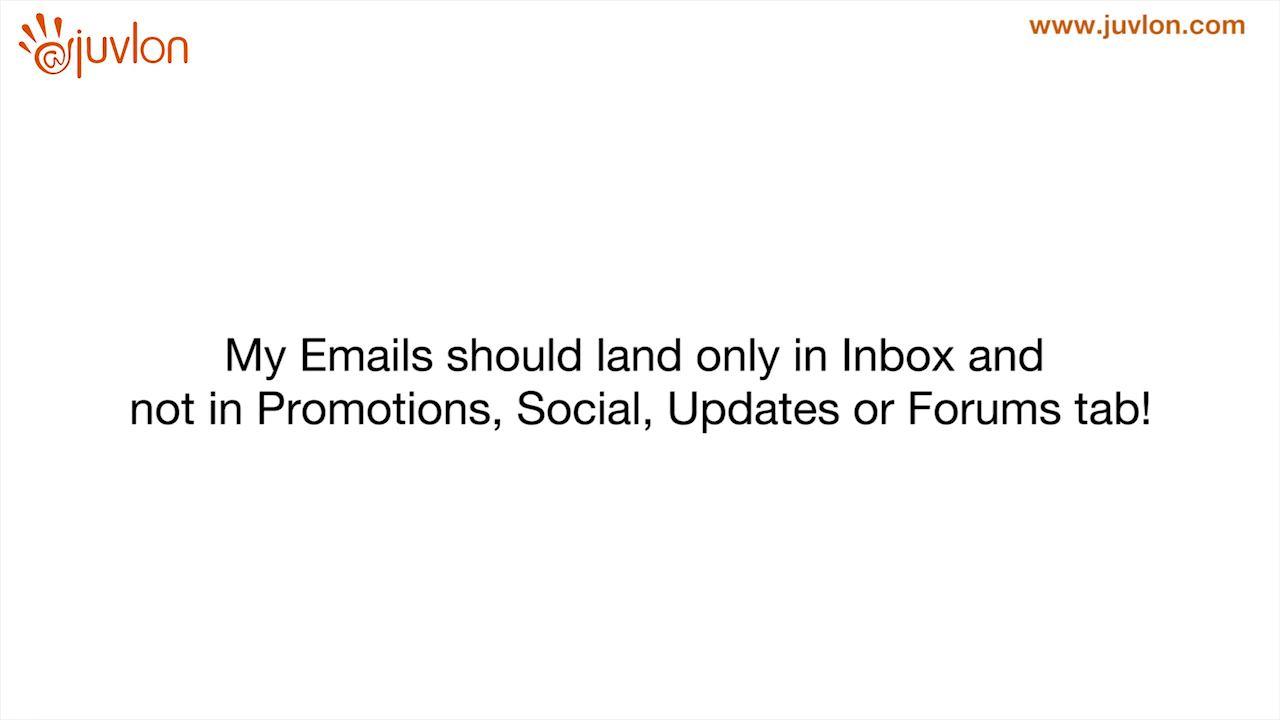 @juvlon
www.juvlon.com
My Emails should land only in Inbox and
not in Promotions, Social, Updates or Forums tab!